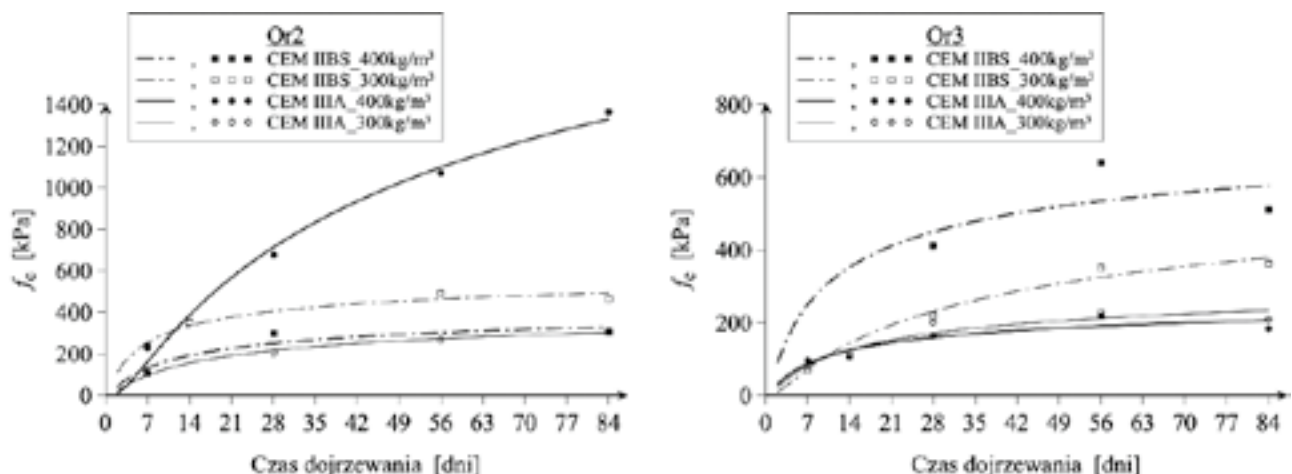 Or2
CEM IIBS_400kg/m³
CEM IIBS_300kg/m³
CEM IIIA_400kg/m³
CEM IIIA_300kg/m³
1400
1200
1000
800
600
400
200
0
f_c [kPa]
0 7 14 21 28 35 42 49 56 63 70 77 84
Czas dojrzewania [dni]
Or3
CEM IIBS_400kg/m³
CEM IIBS_300kg/m³
CEM IIIA_400kg/m³
CEM IIIA_300kg/m³
800
600
400
200
0
f_c [kPa]
0 7 14 21 28 35 42 49 56 63 70 77 84
Czas dojrzewania [dni]